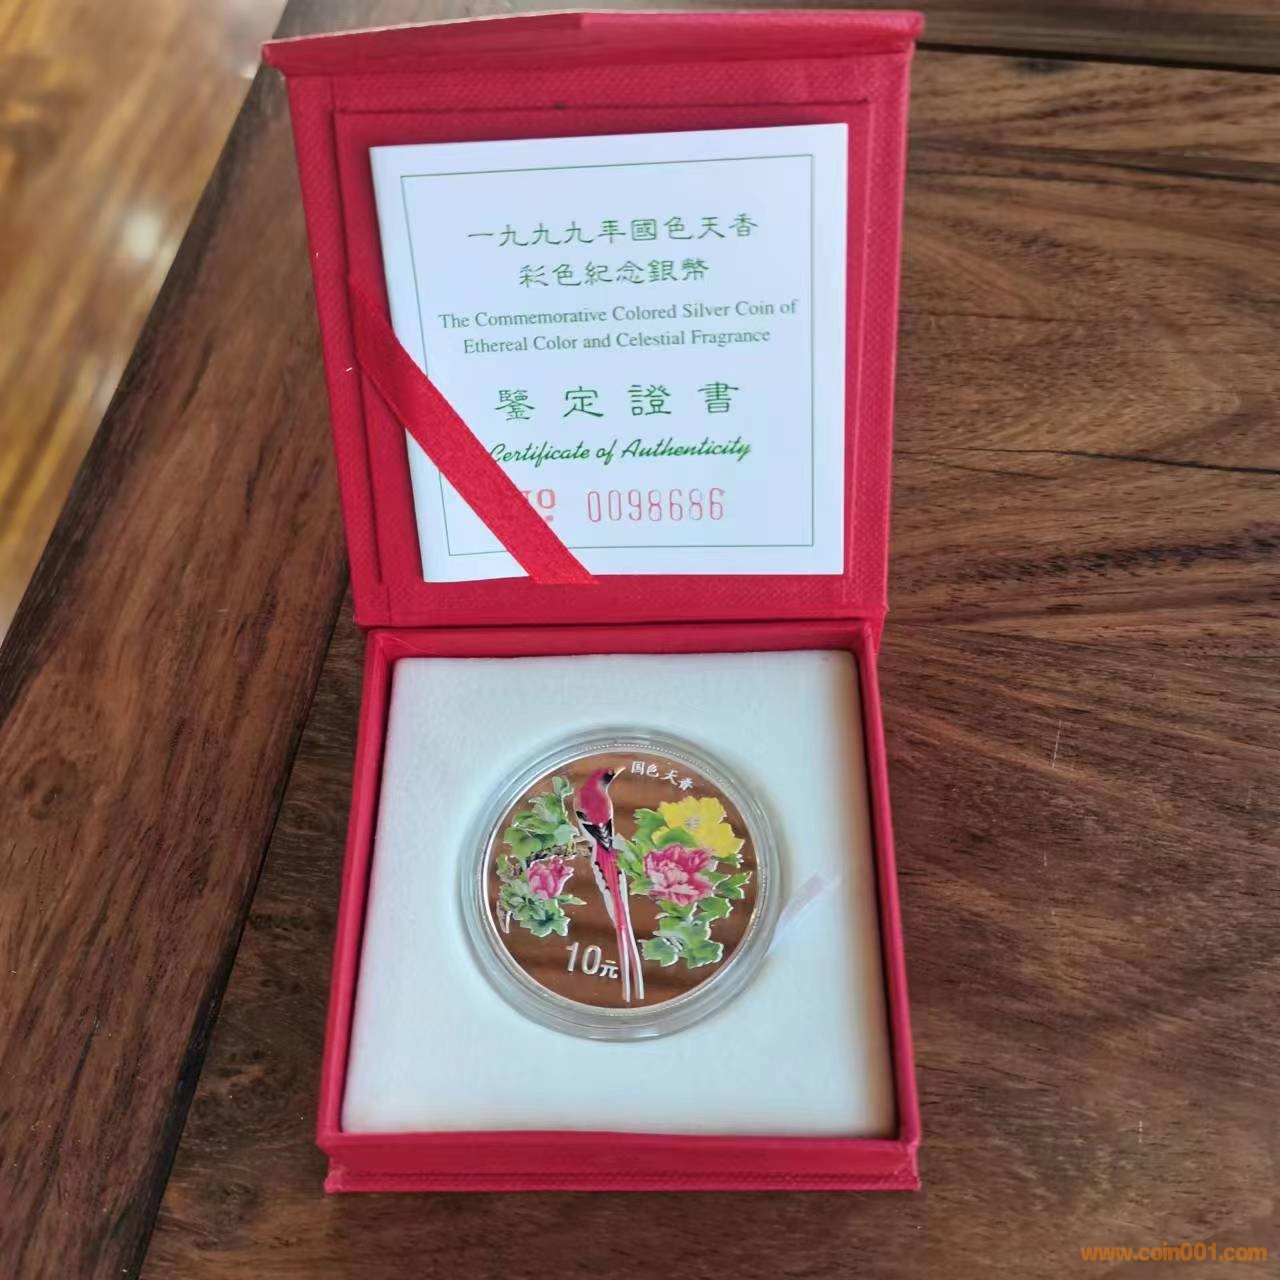 一九九九年國色天香
彩色紀念銀幣
The Commemorative Colored Silver Coin of
Ethereal Color and Celestial Fragrance
鑒定證書
Certificate of Authenticity
0098686
国色天香
10元
www.coin001.com